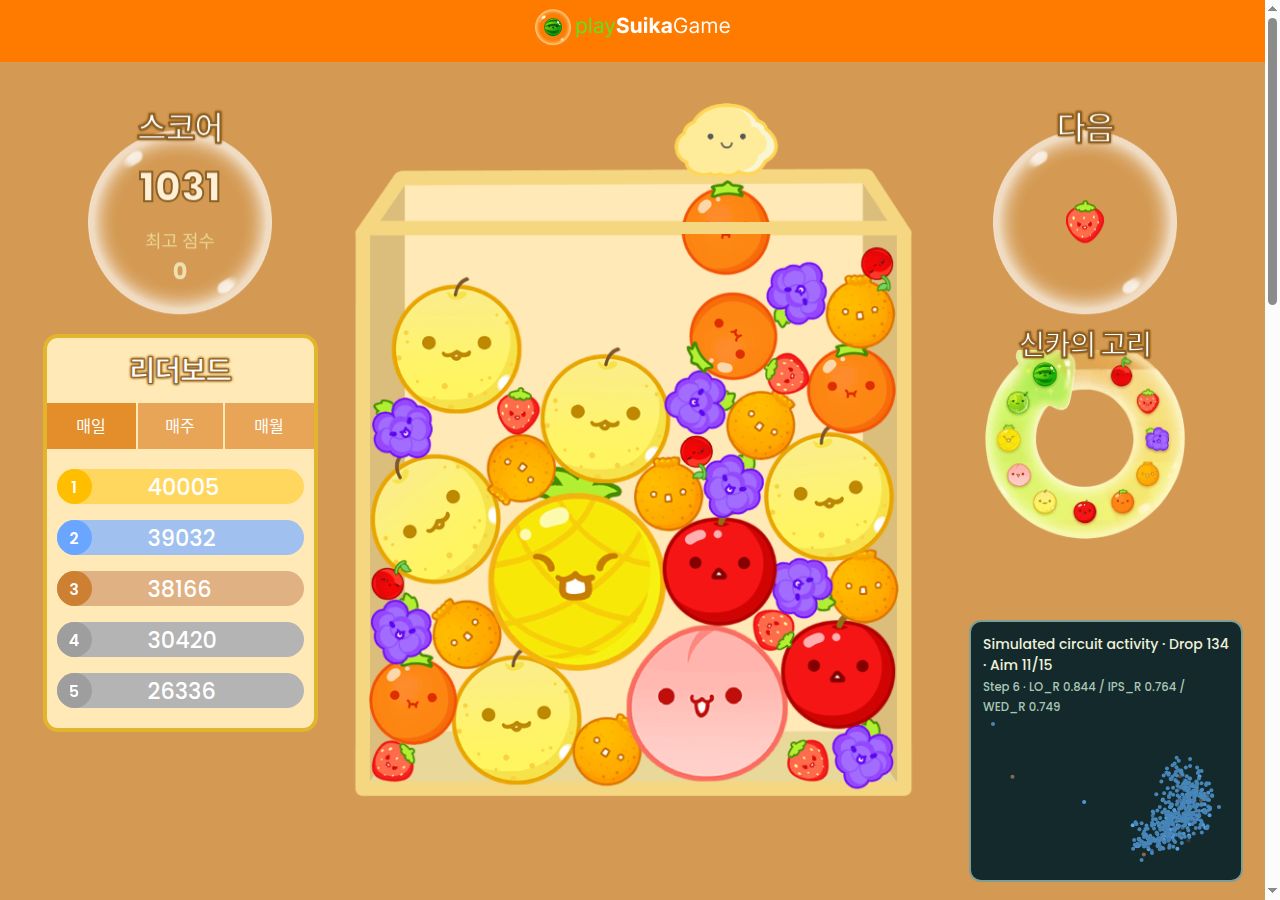 playSuikaGame
스코어
1031
최고 점수
0
다음
신카의 고리
리더보드
매일 매주 매월
1 40005
2 39032
3 38166
4 30420
5 26336
Simulated circuit activity · Drop 134
· Aim 11/15
Step 6 · LO_R 0.844 / IPS_R 0.764 /
WED_R 0.749